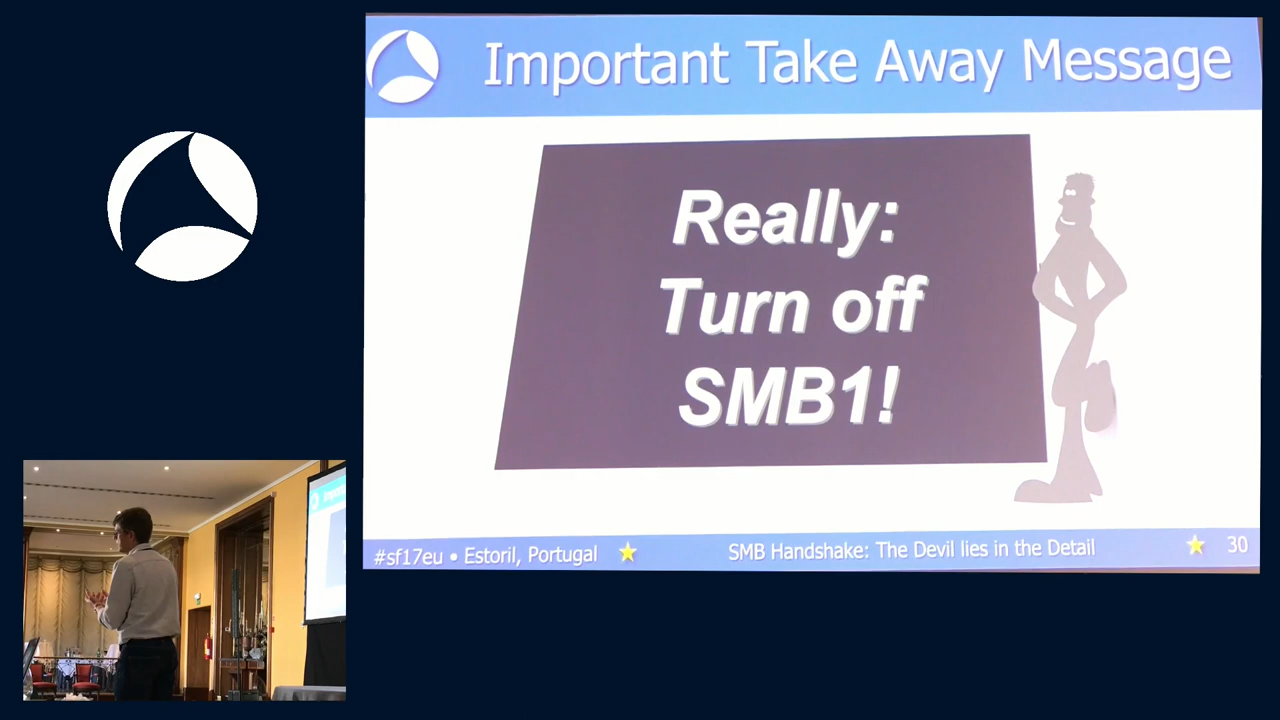 Important Take Away Message
Really:
Turn off
SMB1!
#sf17eu • Estoril, Portugal
SMB Handshake: The Devil lies in the Detail
30